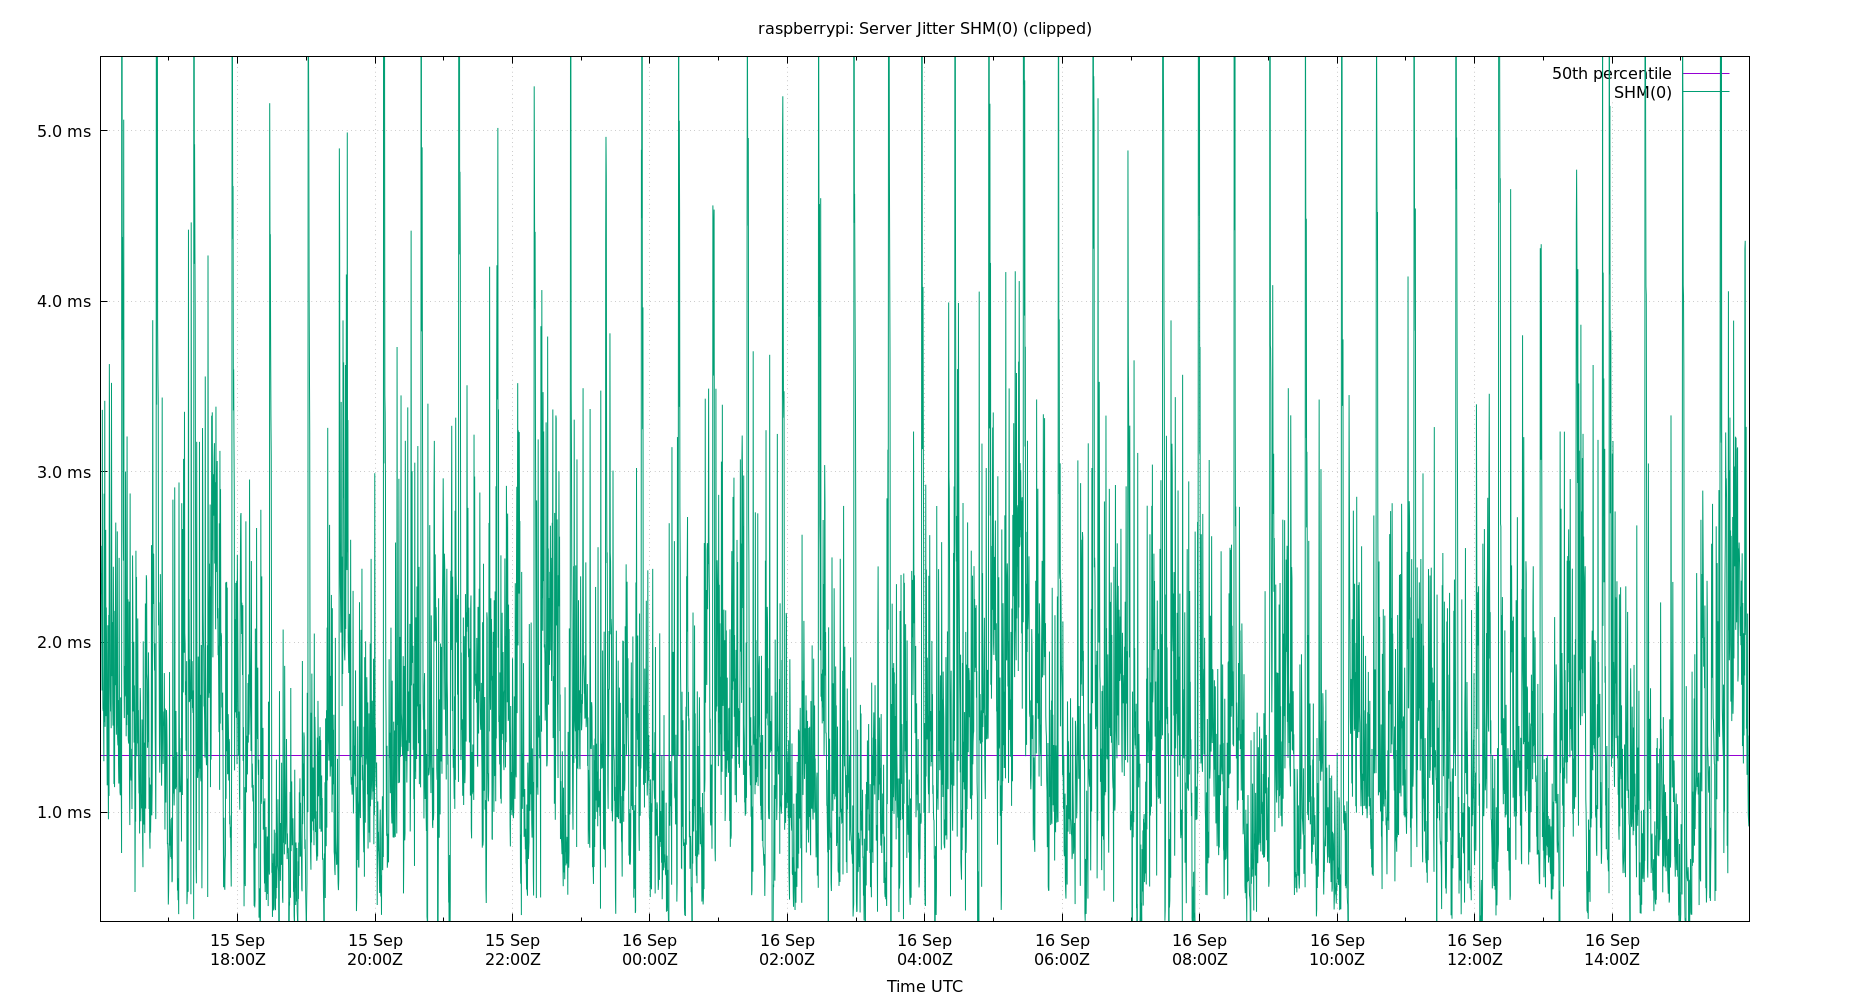 raspberrypi: Server Jitter SHM(0) (clipped)
50th percentile
SHM(0)
5.0 ms
4.0 ms
3.0 ms
2.0 ms
1.0 ms
15 Sep 15 Sep 15 Sep 16 Sep 16 Sep 16 Sep 16 Sep 16 Sep 16 Sep 16 Sep 16 Sep
18:00Z 20:00Z 22:00Z 00:00Z 02:00Z 04:00Z 06:00Z 08:00Z 10:00Z 12:00Z 14:00Z
Time UTC